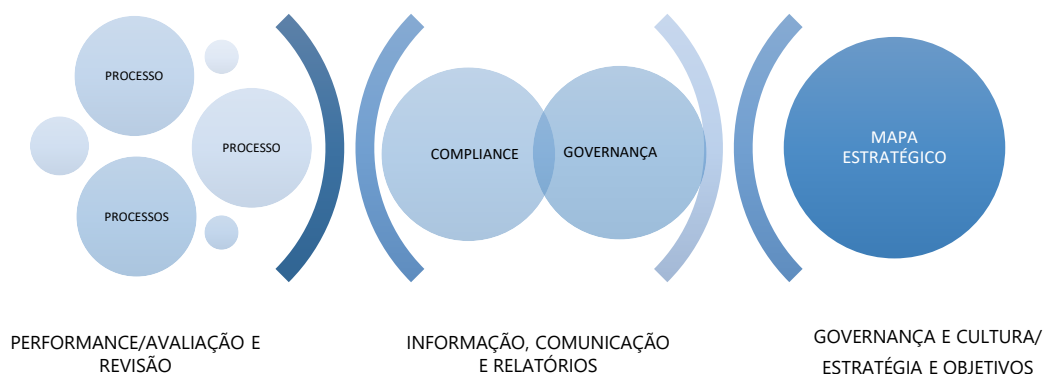 PROCESSO
PROCESSO
PROCESSOS
COMPLIANCE
GOVERNANÇA
MAPA
ESTRATÉGICO
PERFORMANCE/AVALIAÇÃO E
REVISÃO
INFORMAÇÃO, COMUNICAÇÃO
E RELATÓRIOS
GOVERNANÇA E CULTURA/
ESTRATÉGIA E OBJETIVOS